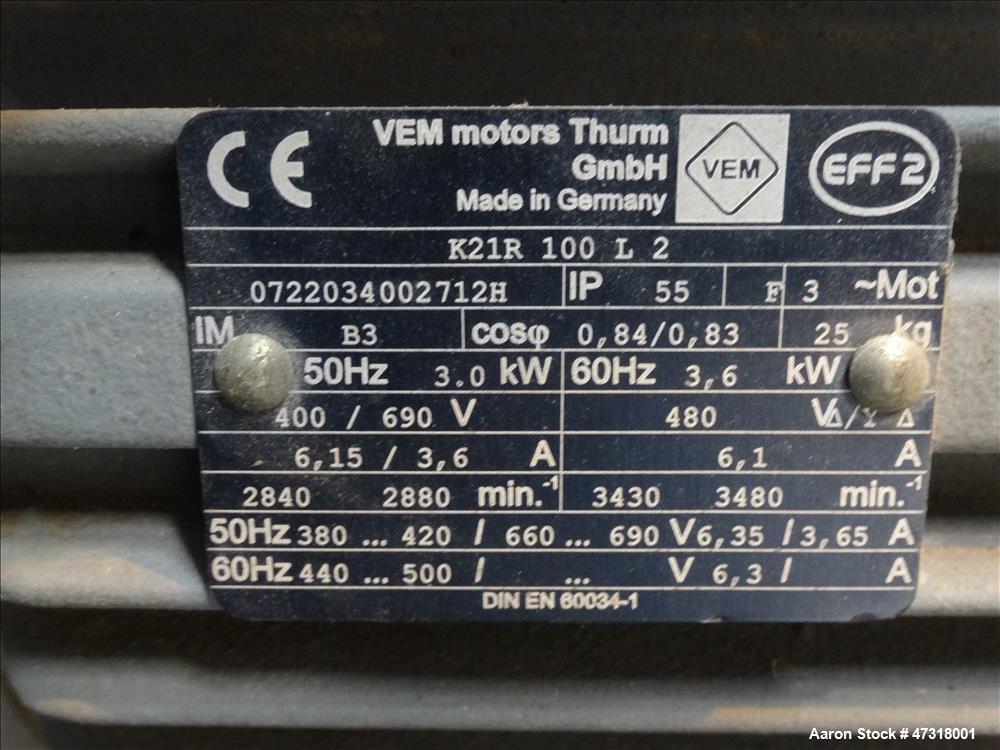 CE VEM motors Thurm
GmbH VEM EFF2
Made in Germany
K21R 100 L 2
0722034002712H IP 55 F 3 ~Mot
IM B3 cosφ 0,84/0,83 25 kg
50Hz 3.0 kW 60Hz 3,6 kW
400 / 690 V 480 V Δ/Y Δ
6,15 / 3,6 A 6,1 A
2840 2880 min.⁻¹ 3430 3480 min.⁻¹
50Hz 380 ... 420 / 660 ... 690 V 6,35 / 3,65 A
60Hz 440 ... 500 / ... V 6,3 / A
DIN EN 60034-1
Aaron Stock # 47318001